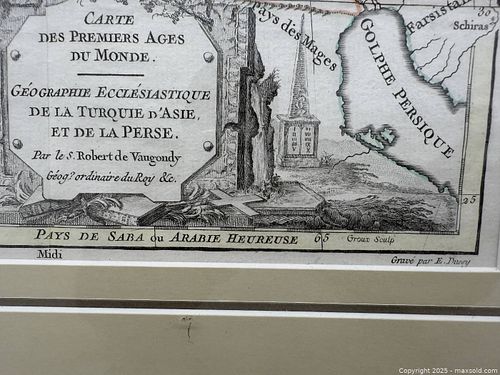 CARTE
DES PREMIERS AGES
DU MONDE.
GÉOGRAPHIE ECCLÉSIASTIQUE
DE LA TURQUIE D'ASIE,
ET DE LA PERSE.
Par le S. Robert de Vaugondy
Géog. ordinaire du Roy &c.
Pays des Mages
GOLPHE PERSIQUE
Farsistan
Schiras
30
25
PAYS DE SABA OU ARABIE HEUREUSE
65
Groux Sculp
Midi
Gravé par E. Dussy
Copyright 2025 - maxsold.com